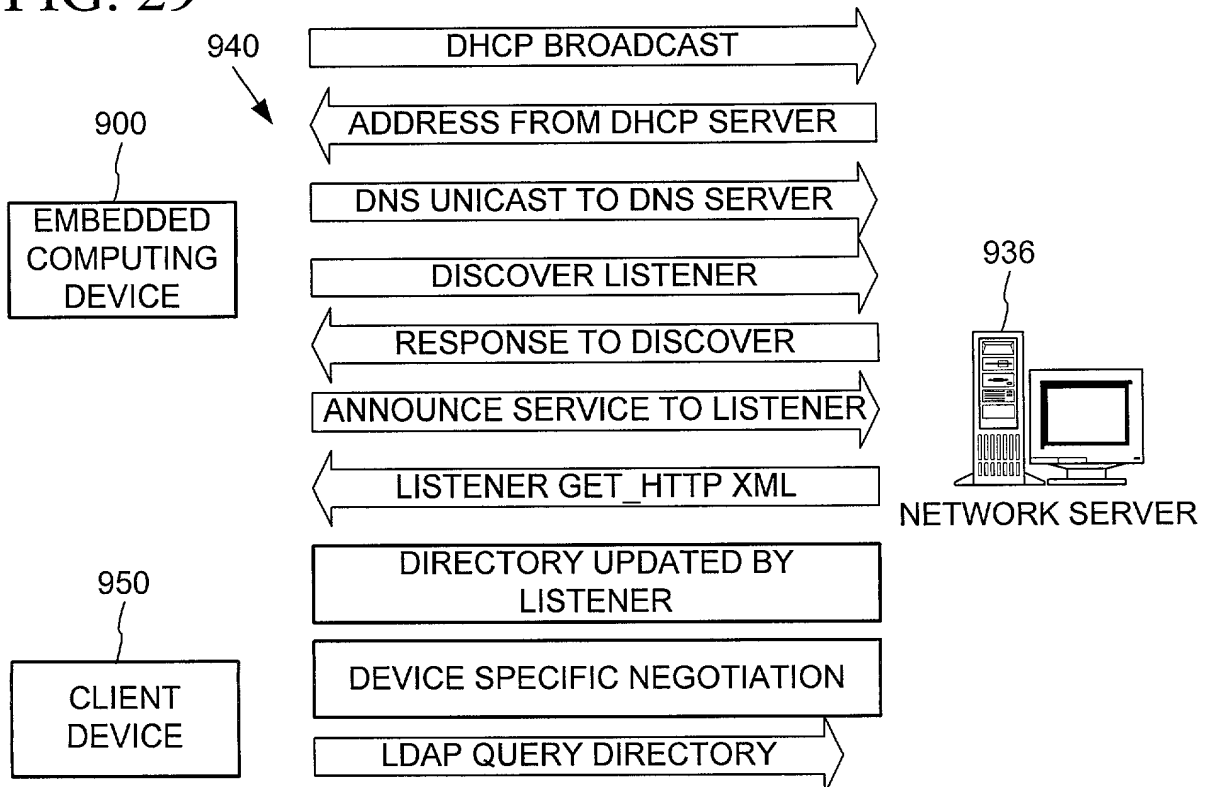 FIG. 29
940
DHCP BROADCAST
ADDRESS FROM DHCP SERVER
900
DNS UNICAST TO DNS SERVER
EMBEDDED
COMPUTING
DEVICE
DISCOVER LISTENER
936
RESPONSE TO DISCOVER
ANNOUNCE SERVICE TO LISTENER
LISTENER GET_HTTP XML
NETWORK SERVER
DIRECTORY UPDATED BY
LISTENER
950
DEVICE SPECIFIC NEGOTIATION
CLIENT
DEVICE
LDAP QUERY DIRECTORY